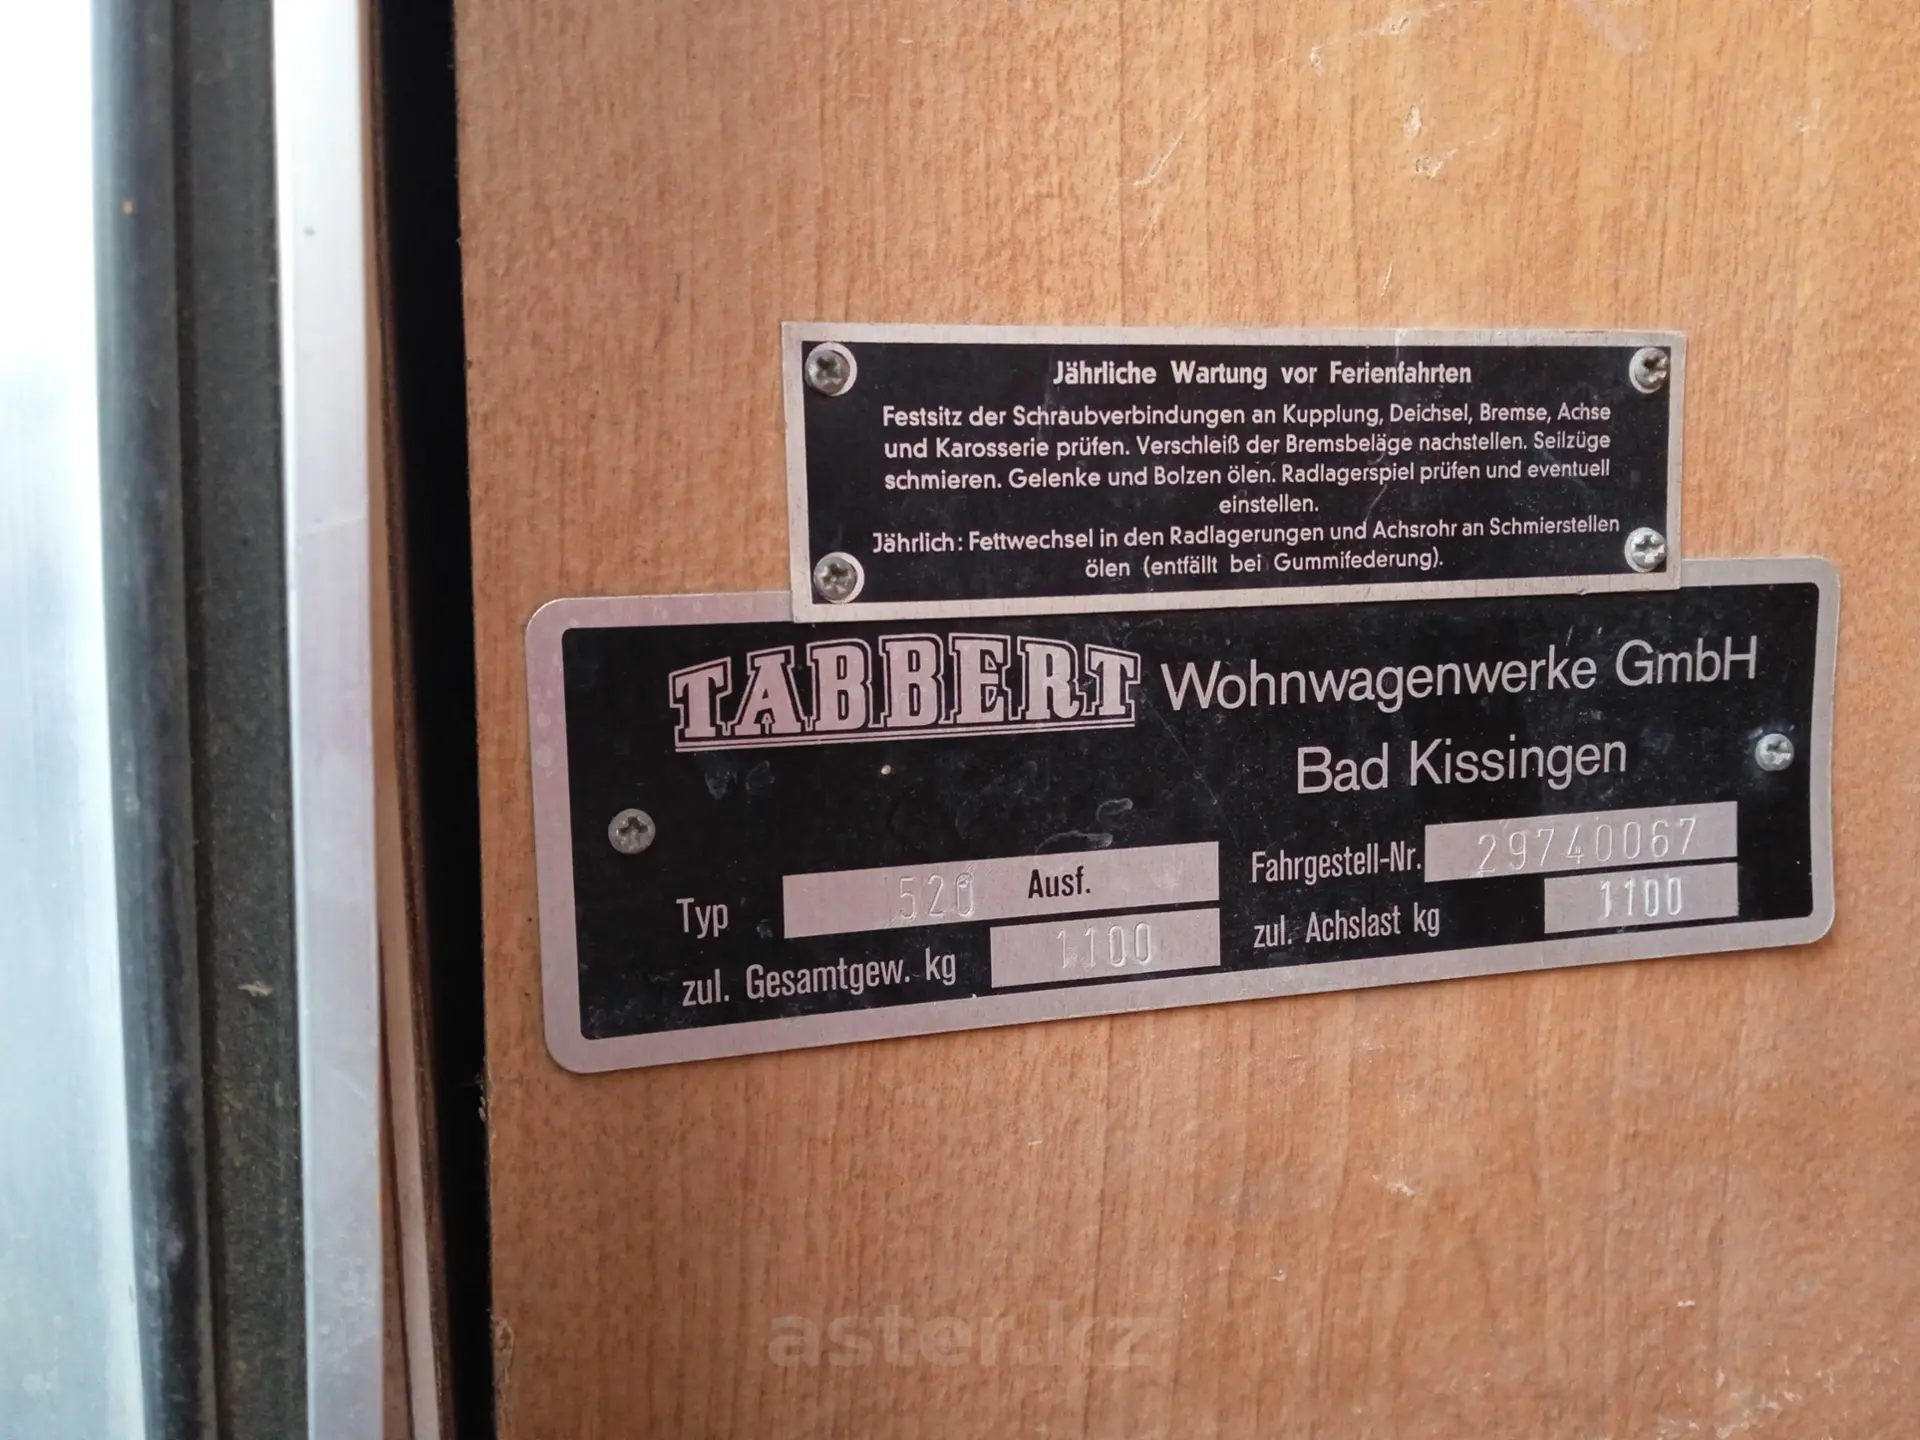 Jährliche Wartung vor Ferienfahrten
Festsitz der Schraubverbindungen an Kupplung, Deichsel, Bremse, Achse
und Karosserie prüfen. Verschleiß der Bremsbeläge nachstellen. Seilzüge
schmieren. Gelenke und Bolzen ölen. Radlagerspiel prüfen und eventuell
einstellen.
Jährlich: Fettwechsel in den Radlagerungen und Achsrohr an Schmierstellen
ölen (entfällt bei Gummifederung).
TABBERT Wohnwagenwerke GmbH
Bad Kissingen
Typ 520 Ausf. Fahrgestell-Nr. 29740067
zul. Gesamtgew. kg 1100 zul. Achslast kg 1100
aster.kz